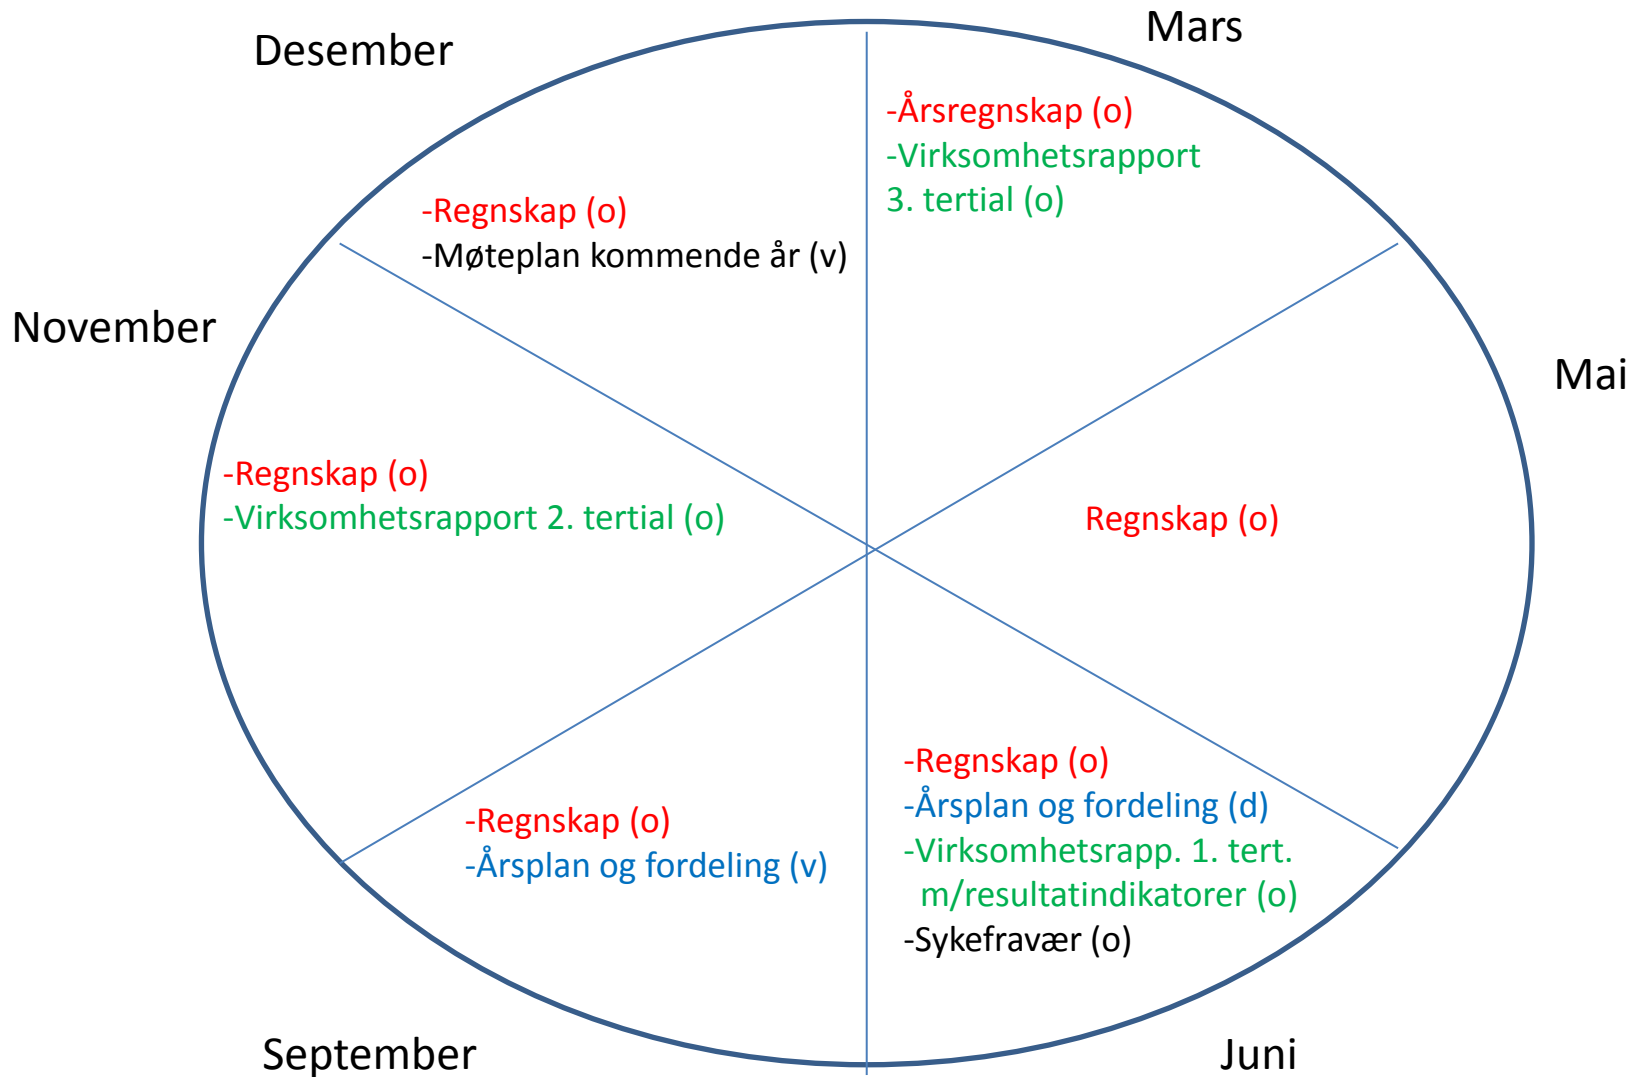 Desember
Mars
-Årsregnskap (o)
-Virksomhetsrapport
3. tertial (o)
-Regnskap (o)
-Møteplan kommende år (v)
November
Mai
-Regnskap (o)
-Virksomhetsrapport 2. tertial (o)
Regnskap (o)
-Regnskap (o)
-Årsplan og fordeling (d)
-Virksomhetsrapp. 1. tert.
m/resultatindikatorer (o)
-Sykefravær (o)
-Regnskap (o)
-Årsplan og fordeling (v)
September
Juni